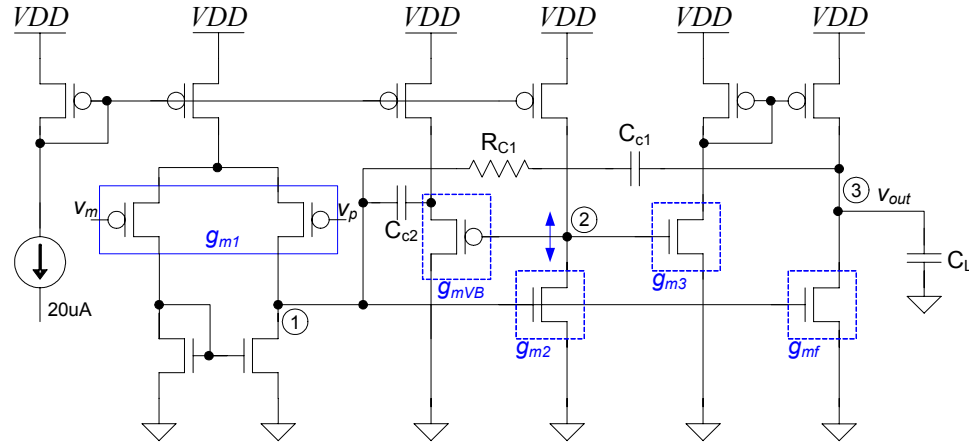 VDD VDD VDD VDD VDD VDD
RC1 Cc1
vm vp Cc2 2 3 vout
gm1 gm3 CL
20uA 1 gmVB
gm2 gmf